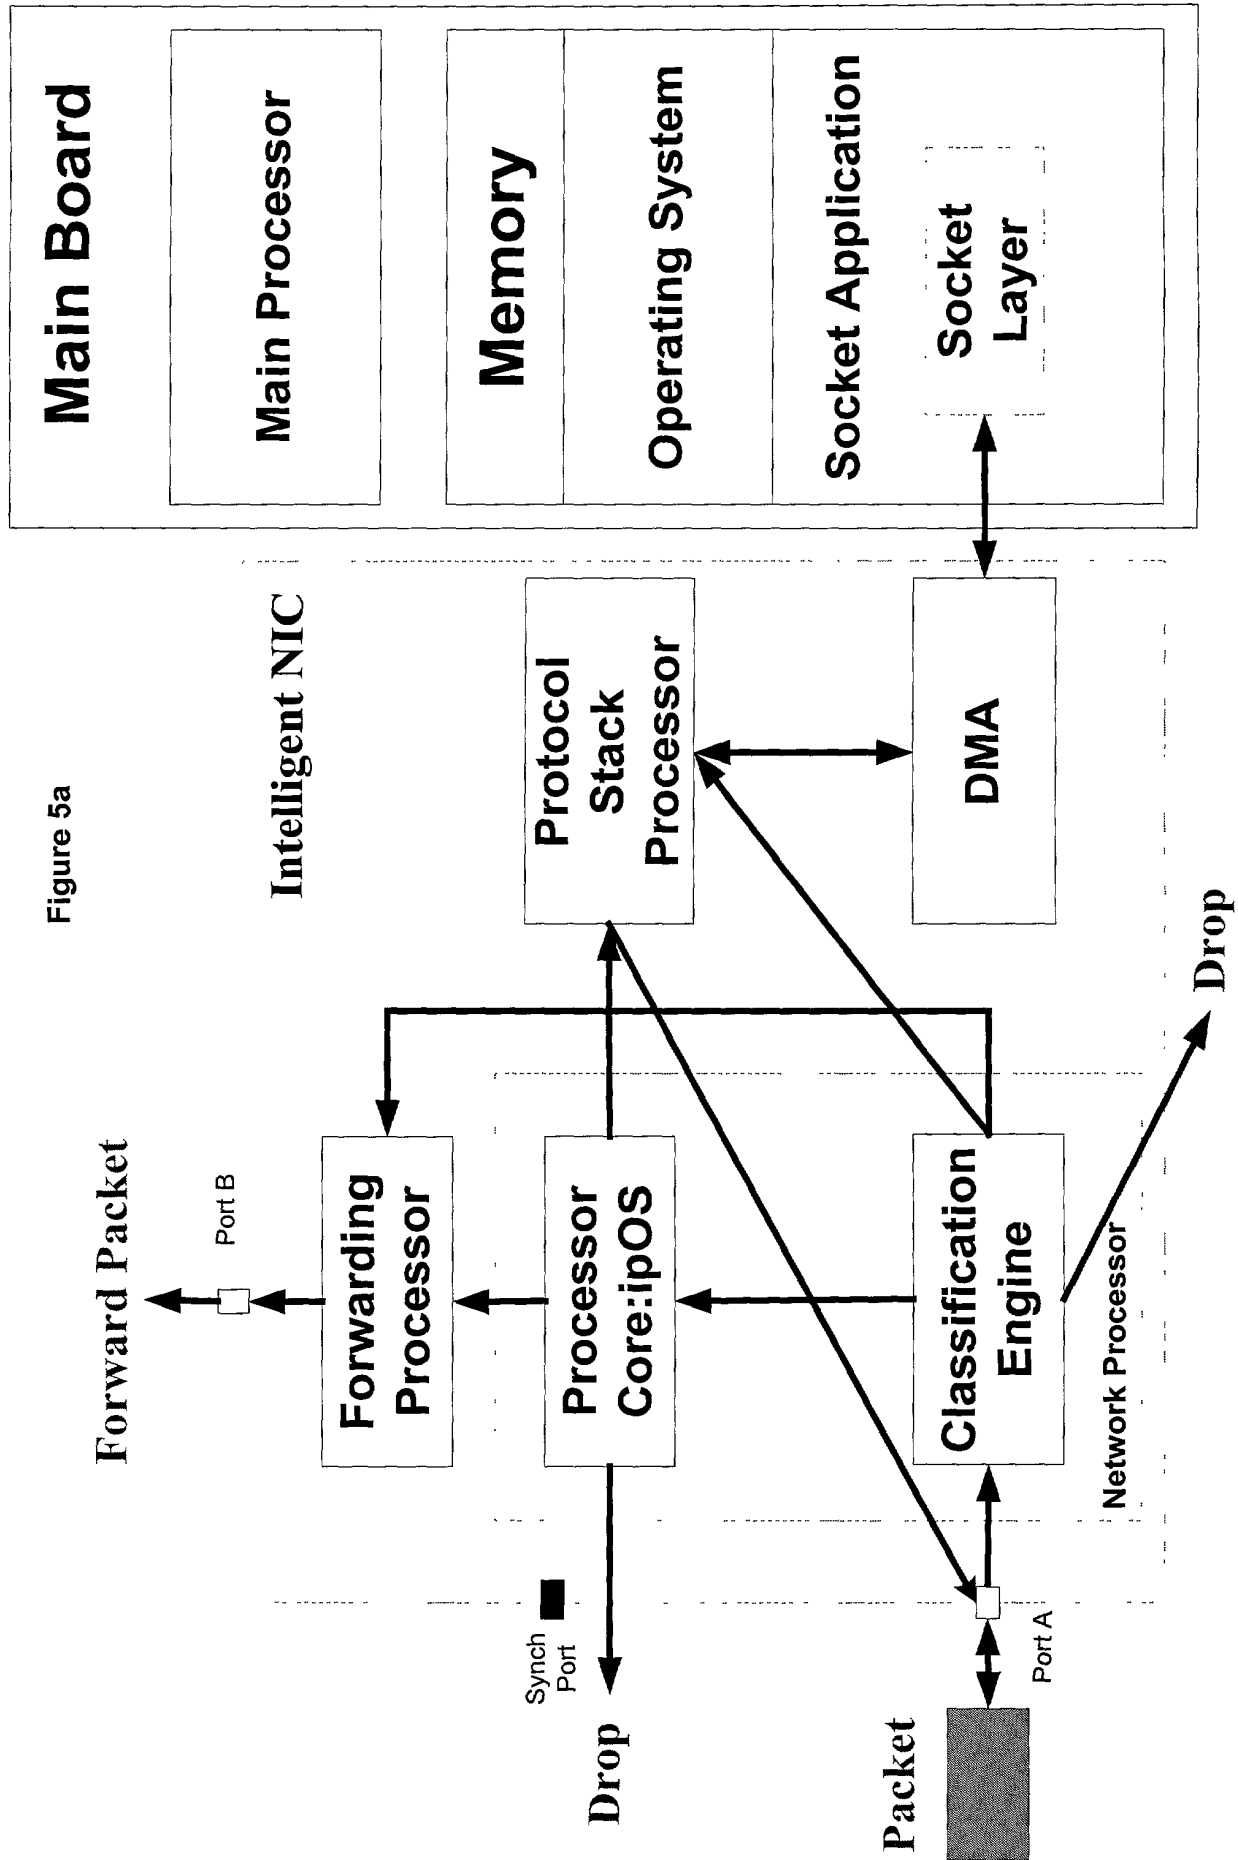 Figure 5a
Main Board
Main Processor
Memory
Operating System
Socket Application
Socket
Layer
Intelligent NIC
Protocol
Stack
Processor
DMA
Forward Packet
Port B
Forwarding
Processor
Processor
Core:ipOS
Classification
Engine
Network Processor
Drop
Synch
Port
Drop
Port A
Packet